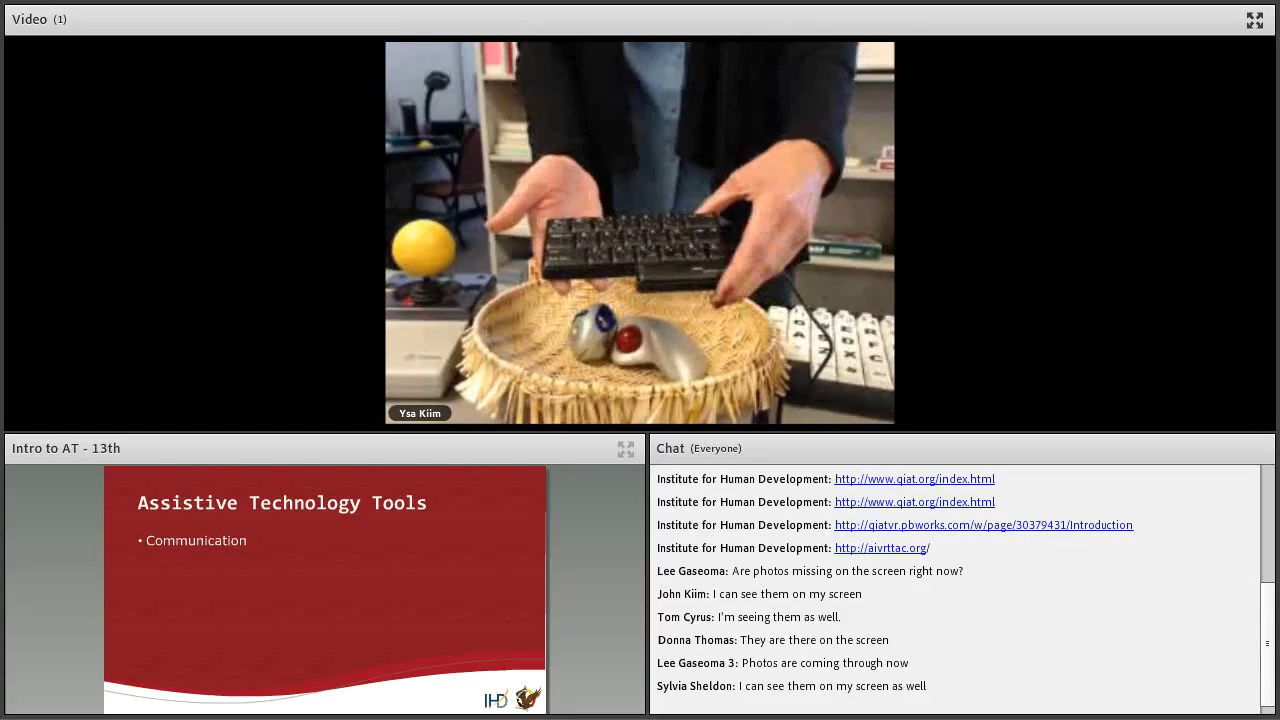 Video (1)
Ysa Kiim
Intro to AT - 13th
Assistive Technology Tools
• Communication
IHD
Chat (Everyone)
Institute for Human Development: http://www.qiat.org/index.html
Institute for Human Development: http://www.qiat.org/index.html
Institute for Human Development: http://qiatvr.pbworks.com/w/page/30379431/Introduction
Institute for Human Development: http://aivrttac.org/
Lee Gaseoma: Are photos missing on the screen right now?
John Kiim: I can see them on my screen
Tom Cyrus: I'm seeing them as well.
Donna Thomas: They are there on the screen
Lee Gaseoma 3: Photos are coming through now
Sylvia Sheldon: I can see them on my screen as well